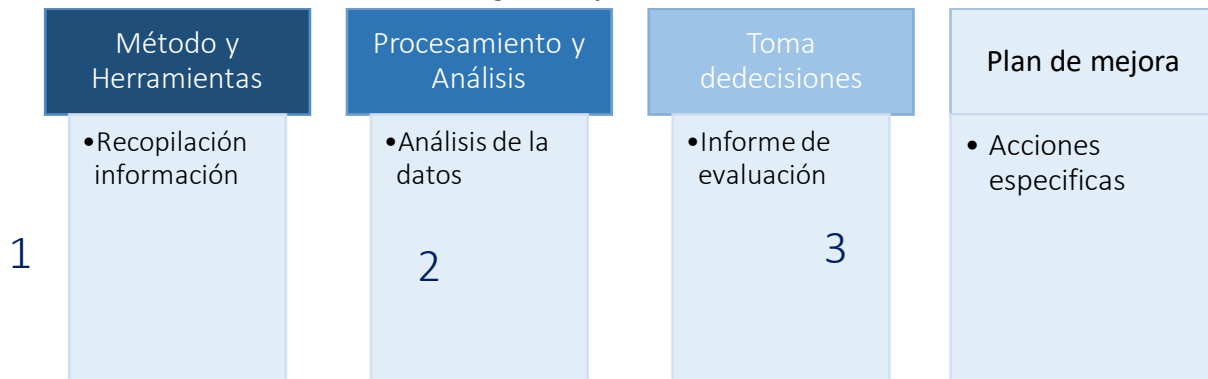 Método y
Herramientas
•Recopilación
información
1
Procesamiento y
Análisis
•Análisis de la
datos
2
Toma
dedecisiones
•Informe de
evaluación
3
Plan de mejora
• Acciones
especificas